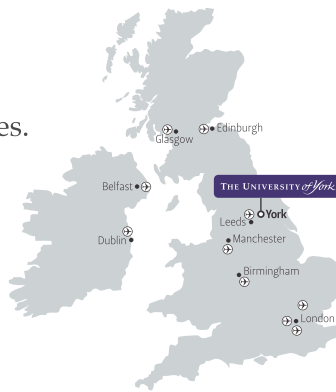 es.
Edinburgh
Glasgow
Belfast
THE UNIVERSITY of York
York
Leeds
Dublin
Manchester
Birmingham
London